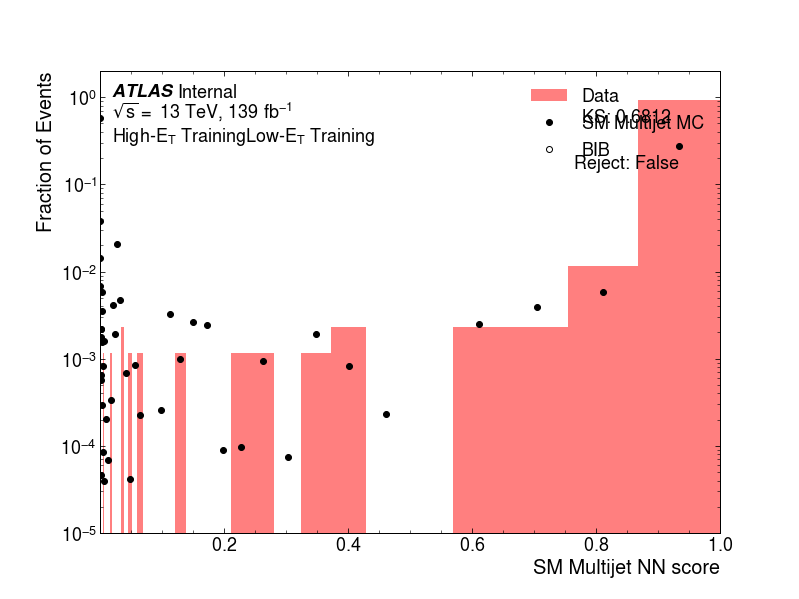 ATLAS Internal
√s = 13 TeV, 139 fb⁻¹
High-E_T TrainingLow-E_T Training
Data
KS: 0.6812
SM Multijet MC
BIB
Reject: False
Fraction of Events
10⁰
10⁻¹
10⁻²
10⁻³
10⁻⁴
10⁻⁵
0.2 0.4 0.6 0.8 1.0
SM Multijet NN score